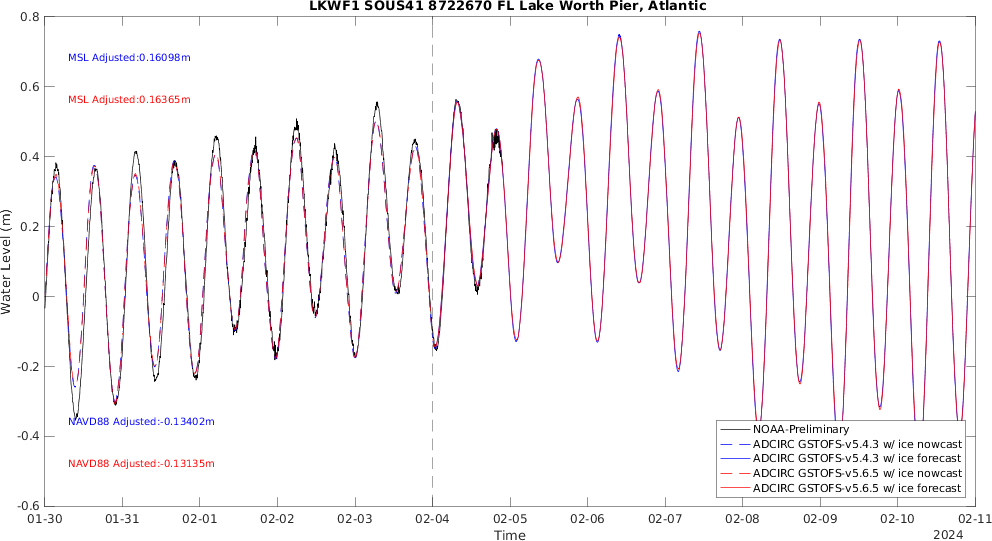 LKWF1 SOUS41 8722670 FL Lake Worth Pier, Atlantic
0.8
0.6
0.4
0.2
0
-0.2
-0.4
-0.6
Water Level (m)
MSL Adjusted:0.16098m
MSL Adjusted:0.16365m
NAVD88 Adjusted:-0.13402m
NAVD88 Adjusted:-0.13135m
NOAA-Preliminary
ADCIRC GSTOFS-v5.4.3 w/ ice nowcast
ADCIRC GSTOFS-v5.4.3 w/ ice forecast
ADCIRC GSTOFS-v5.6.5 w/ ice nowcast
ADCIRC GSTOFS-v5.6.5 w/ ice forecast
01-30 01-31 02-01 02-02 02-03 02-04 02-05 02-06 02-07 02-08 02-09 02-10 02-11
Time
2024